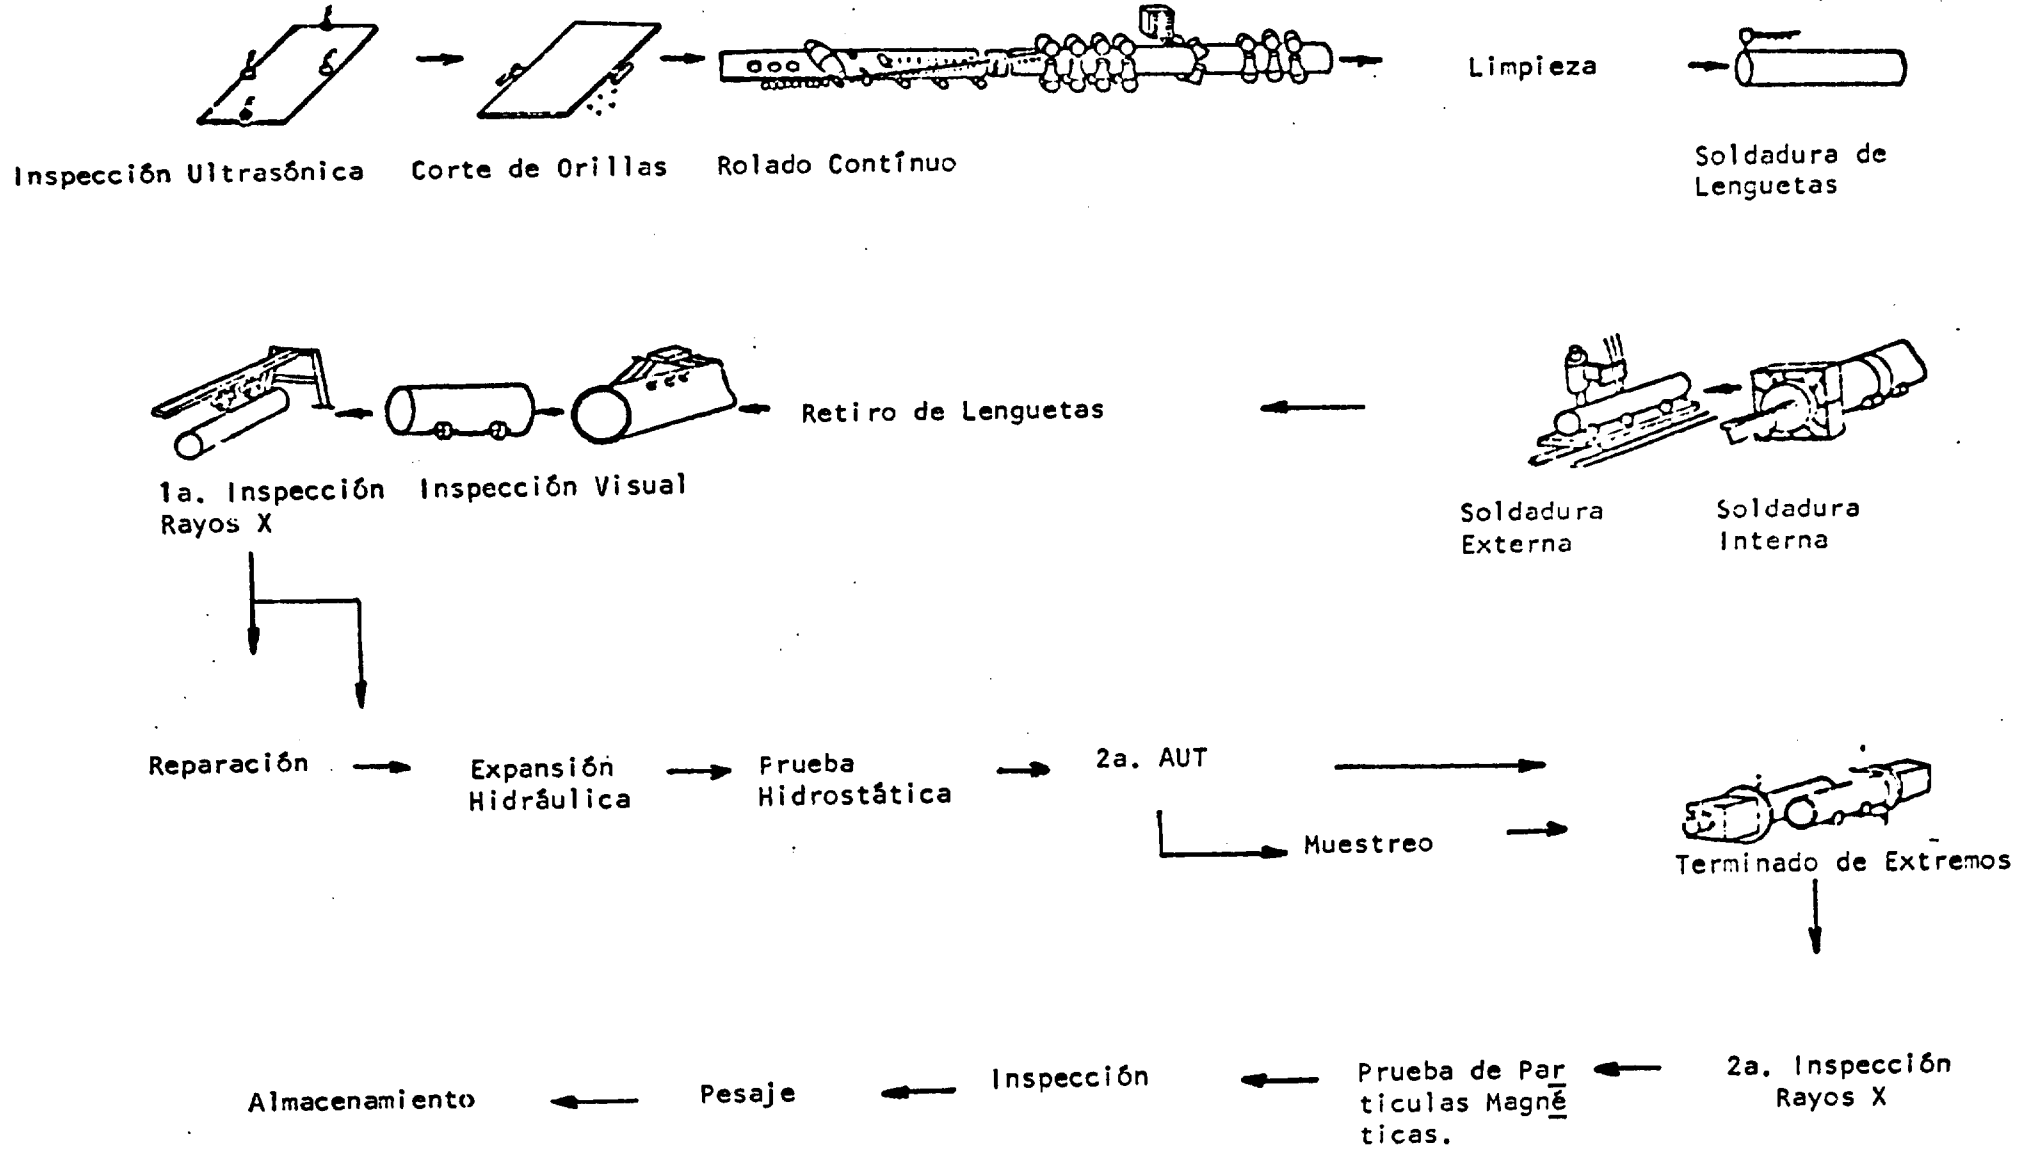 Inspección Ultrasónica
Corte de Orillas
Rolado Contínuo
Limpieza
Soldadura de
Lenguetas
Soldadura
Interna
Soldadura
Externa
Retiro de Lenguetas
Inspección Visual
1a. Inspección
Rayos X
Reparación
Expansión
Hidráulica
Prueba
Hidrostática
2a. AUT
Muestreo
Terminado de Extremos
2a. Inspección
Rayos X
Prueba de Par
ticulas Magné
ticas.
Inspección
Pesaje
Almacenamiento